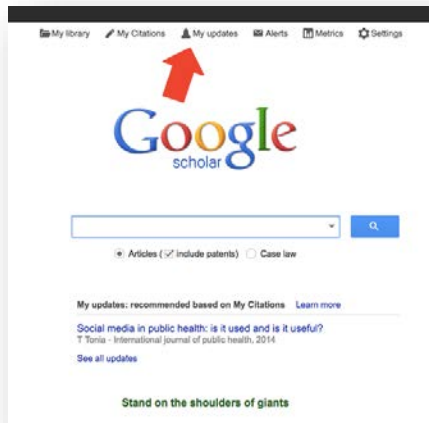 My library My Citations My updates Alerts Metrics Settings
Google
scholar
Articles ( include patents) Case law
My updates: recommended based on My Citations Learn more
Social media in public health: is it used and is it useful?
T Tonia - International journal of public health, 2014
See all updates
Stand on the shoulders of giants